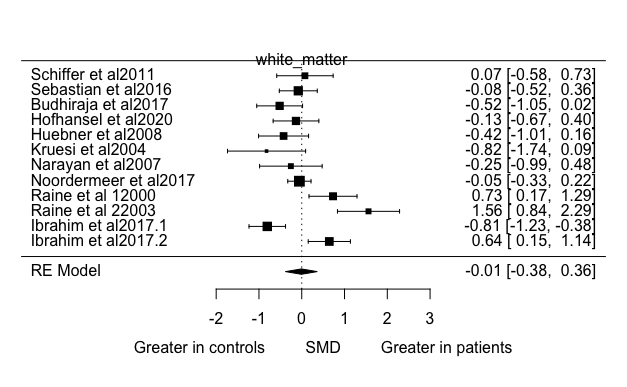 white_matter
Schiffer et al2011 0.07 [-0.58, 0.73]
Sebastian et al2016 -0.08 [-0.52, 0.36]
Budhiraja et al2017 -0.52 [-1.05, 0.02]
Hofhansel et al2020 -0.13 [-0.67, 0.40]
Huebner et al2008 -0.42 [-1.01, 0.16]
Kruesi et al2004 -0.82 [-1.74, 0.09]
Narayan et al2007 -0.25 [-0.99, 0.48]
Noordermeer et al2017 -0.05 [-0.33, 0.22]
Raine et al 12000 0.73 [ 0.17, 1.29]
Raine et al 22003 1.56 [ 0.84, 2.29]
Ibrahim et al2017.1 -0.81 [-1.23, -0.38]
Ibrahim et al2017.2 0.64 [ 0.15, 1.14]
RE Model -0.01 [-0.38, 0.36]
-2 -1 0 1 2 3
Greater in controls SMD Greater in patients